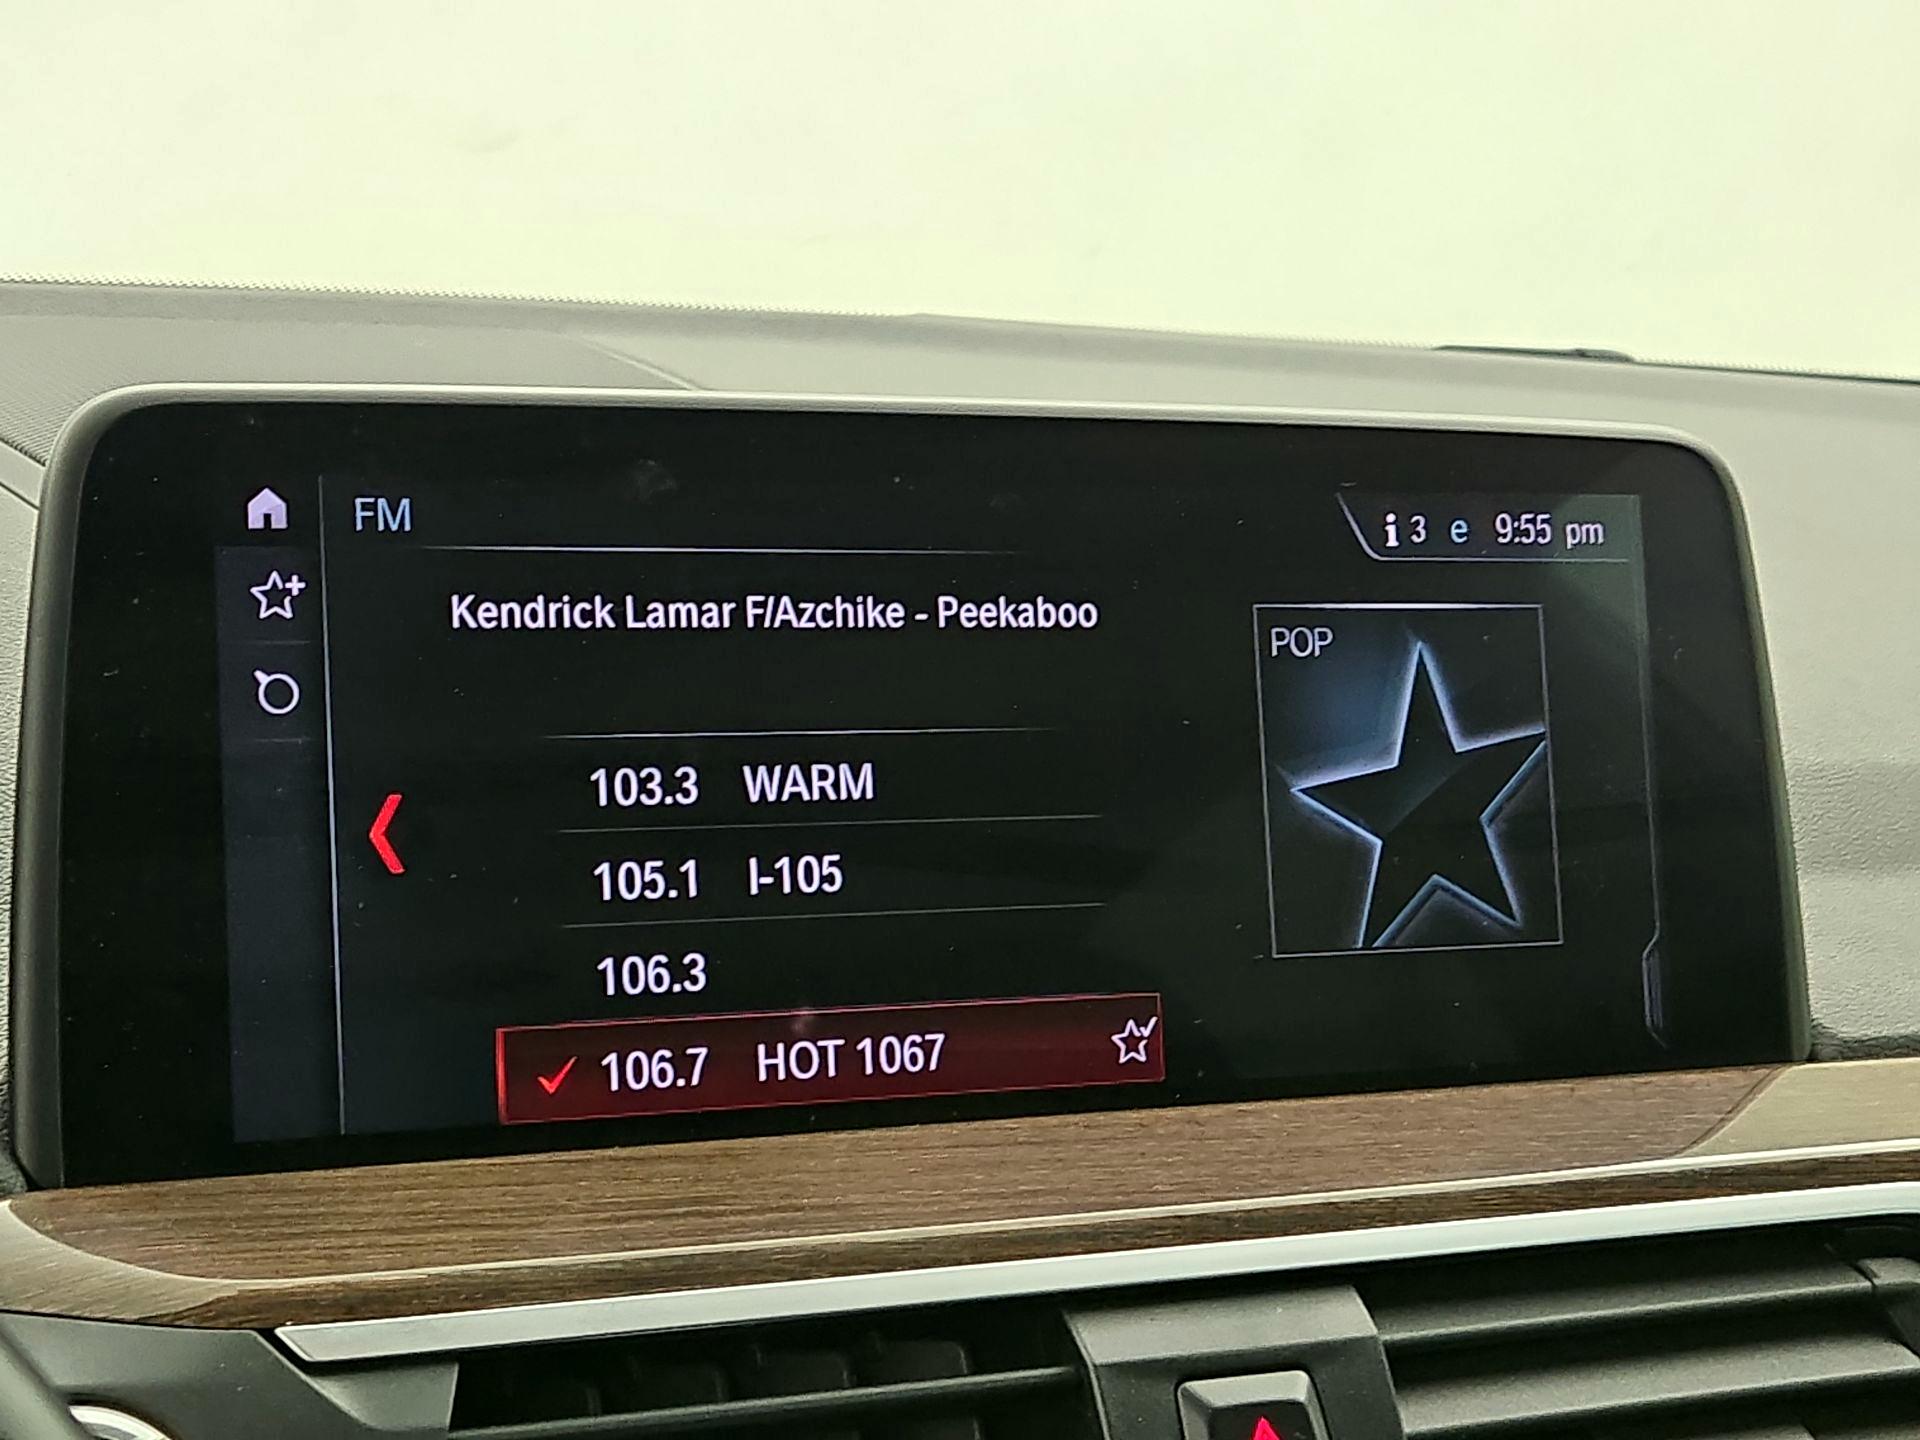 FM
i 3 e 9:55 pm
Kendrick Lamar F/Azchike - Peekaboo
POP
103.3 WARM
105.1 I-105
106.3
106.7 HOT 1067